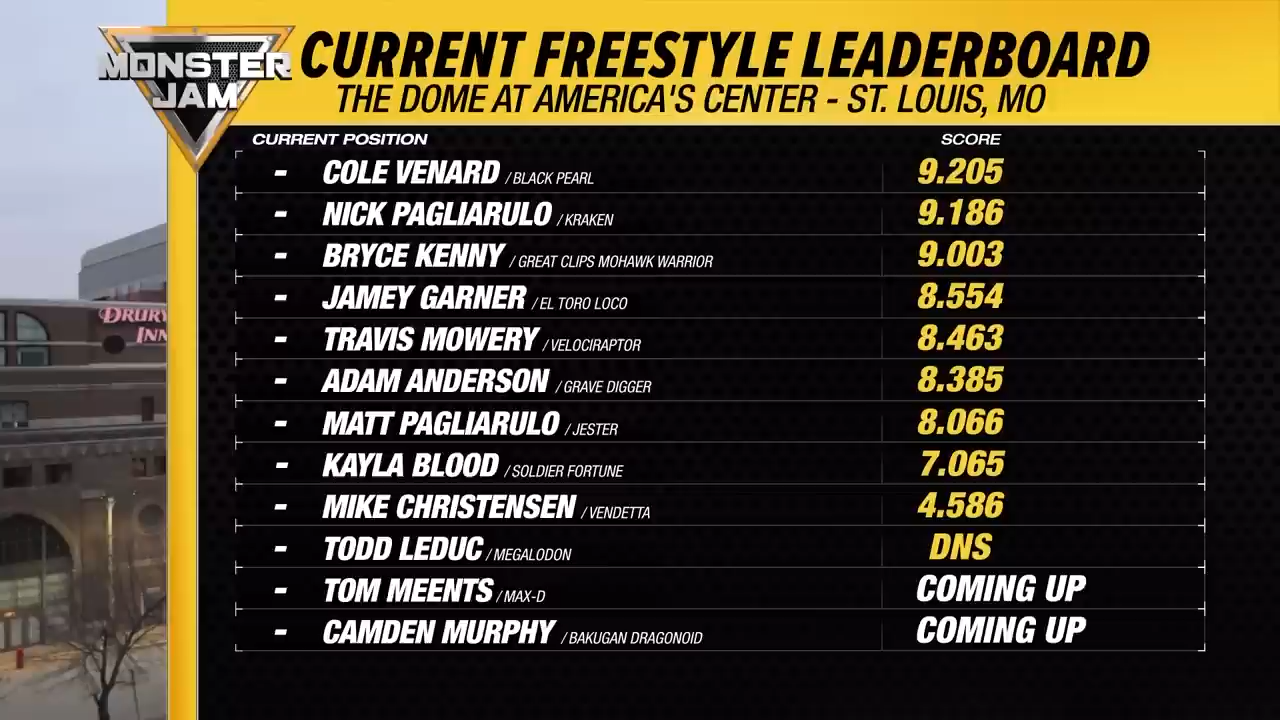 MONSTER JAM
CURRENT FREESTYLE LEADERBOARD
THE DOME AT AMERICA'S CENTER - ST. LOUIS, MO
CURRENT POSITION SCORE
- COLE VENARD / BLACK PEARL 9.205
- NICK PAGLIARULO / KRAKEN 9.186
- BRYCE KENNY / GREAT CLIPS MOHAWK WARRIOR 9.003
- JAMEY GARNER / EL TORO LOCO 8.554
- TRAVIS MOWERY / VELOCIRAPTOR 8.463
- ADAM ANDERSON / GRAVE DIGGER 8.385
- MATT PAGLIARULO / JESTER 8.066
- KAYLA BLOOD / SOLDIER FORTUNE 7.065
- MIKE CHRISTENSEN / VENDETTA 4.586
- TODD LEDUC / MEGALODON DNS
- TOM MEENTS / MAX-D COMING UP
- CAMDEN MURPHY / BAKUGAN DRAGONOID COMING UP
DRURY
INN